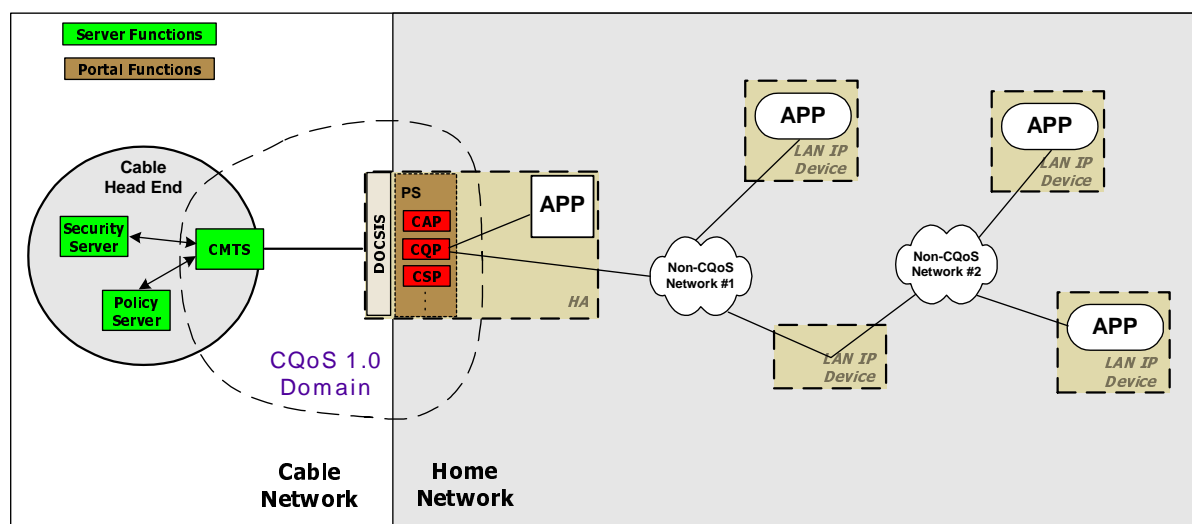 Server Functions
Portal Functions
Cable
Head End
Security
Server
CMTS
Policy
Server
CQoS 1.0
Domain
DOCSIS
PS
CAP
CQP
CSP
APP
HA
Non-CQoS
Network #1
APP
LAN IP
Device
LAN IP
Device
Non-CQoS
Network #2
APP
LAN IP
Device
APP
LAN IP
Device
Cable
Network
Home
Network